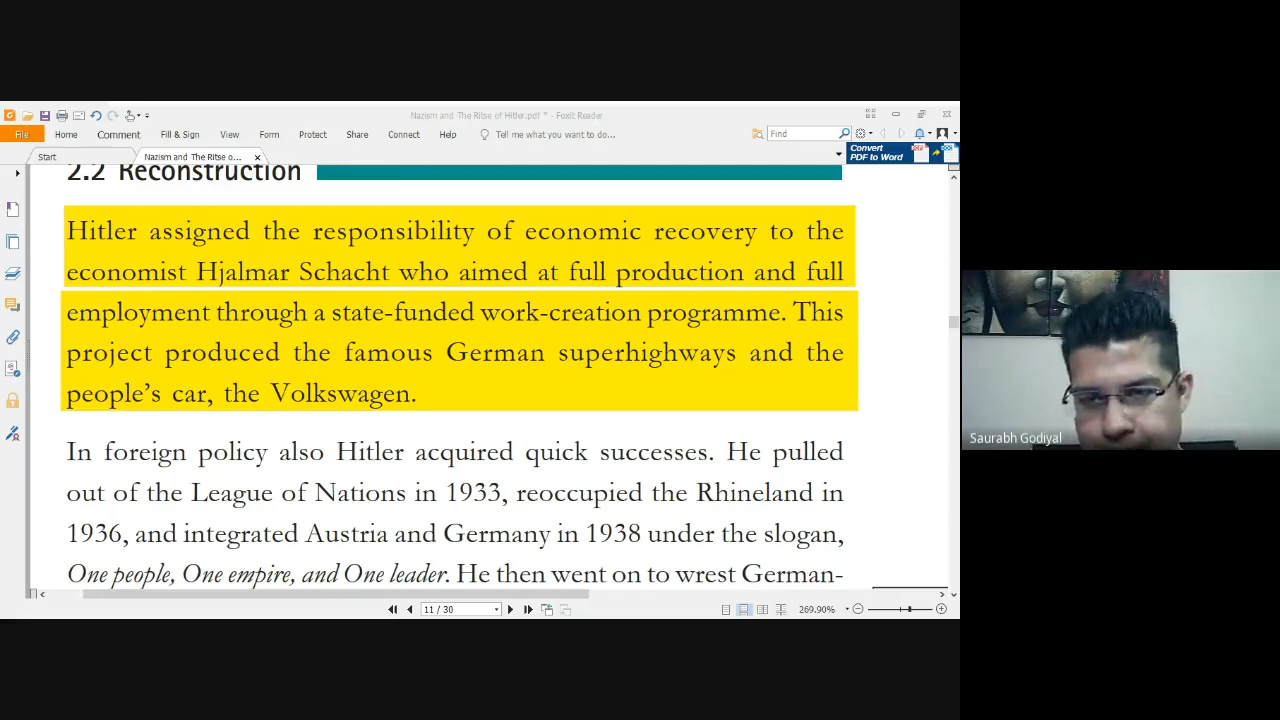 Nazism and The Ritse of Hitler.pdf * - Foxit Reader
File Home Comment Fill & Sign View Form Protect Share Connect Help Tell me what you want to do... Find
Start Nazism and The Ritse o... Convert PDF to Word
2.2 Reconstruction
Hitler assigned the responsibility of economic recovery to the
economist Hjalmar Schacht who aimed at full production and full
employment through a state-funded work-creation programme. This
project produced the famous German superhighways and the
people’s car, the Volkswagen.
In foreign policy also Hitler acquired quick successes. He pulled
out of the League of Nations in 1933, reoccupied the Rhineland in
1936, and integrated Austria and Germany in 1938 under the slogan,
One people, One empire, and One leader. He then went on to wrest German-
11 / 30 269.90%
Saurabh Godiyal